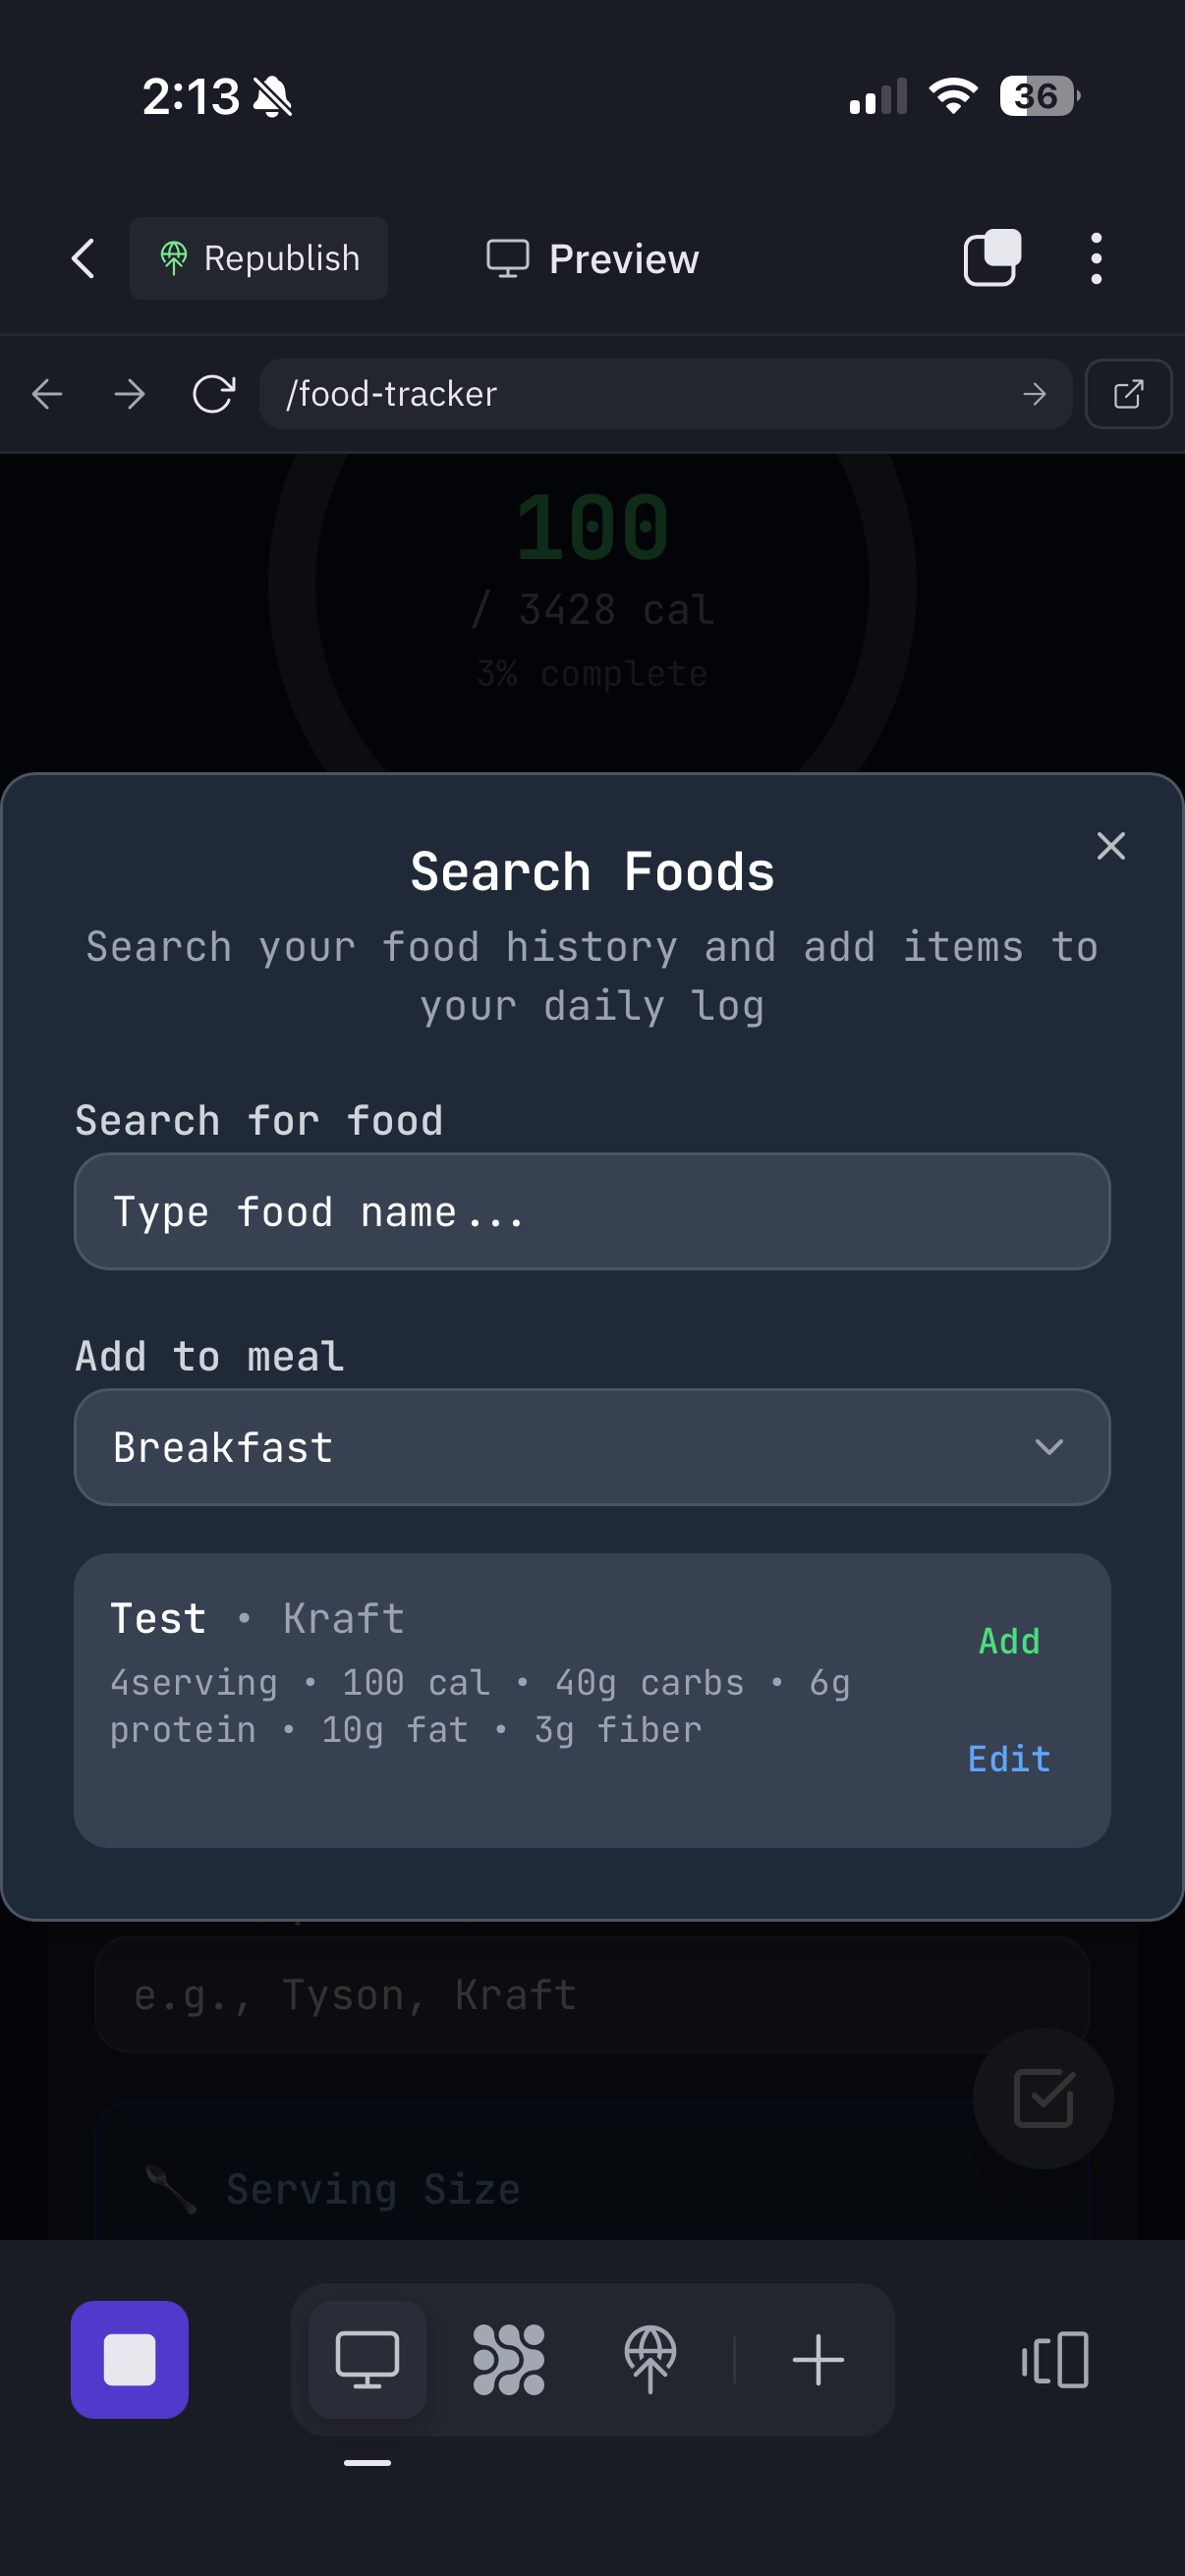 2:13
36
Republish
Preview
/food-tracker
100
/ 3428 cal
3% complete
Search Foods
Search your food history and add items to
your daily log
Search for food
Type food name...
Add to meal
Breakfast
Test • Kraft
Add
4serving • 100 cal • 40g carbs • 6g
protein • 10g fat • 3g fiber
Edit
e.g., Tyson, Kraft
Serving Size